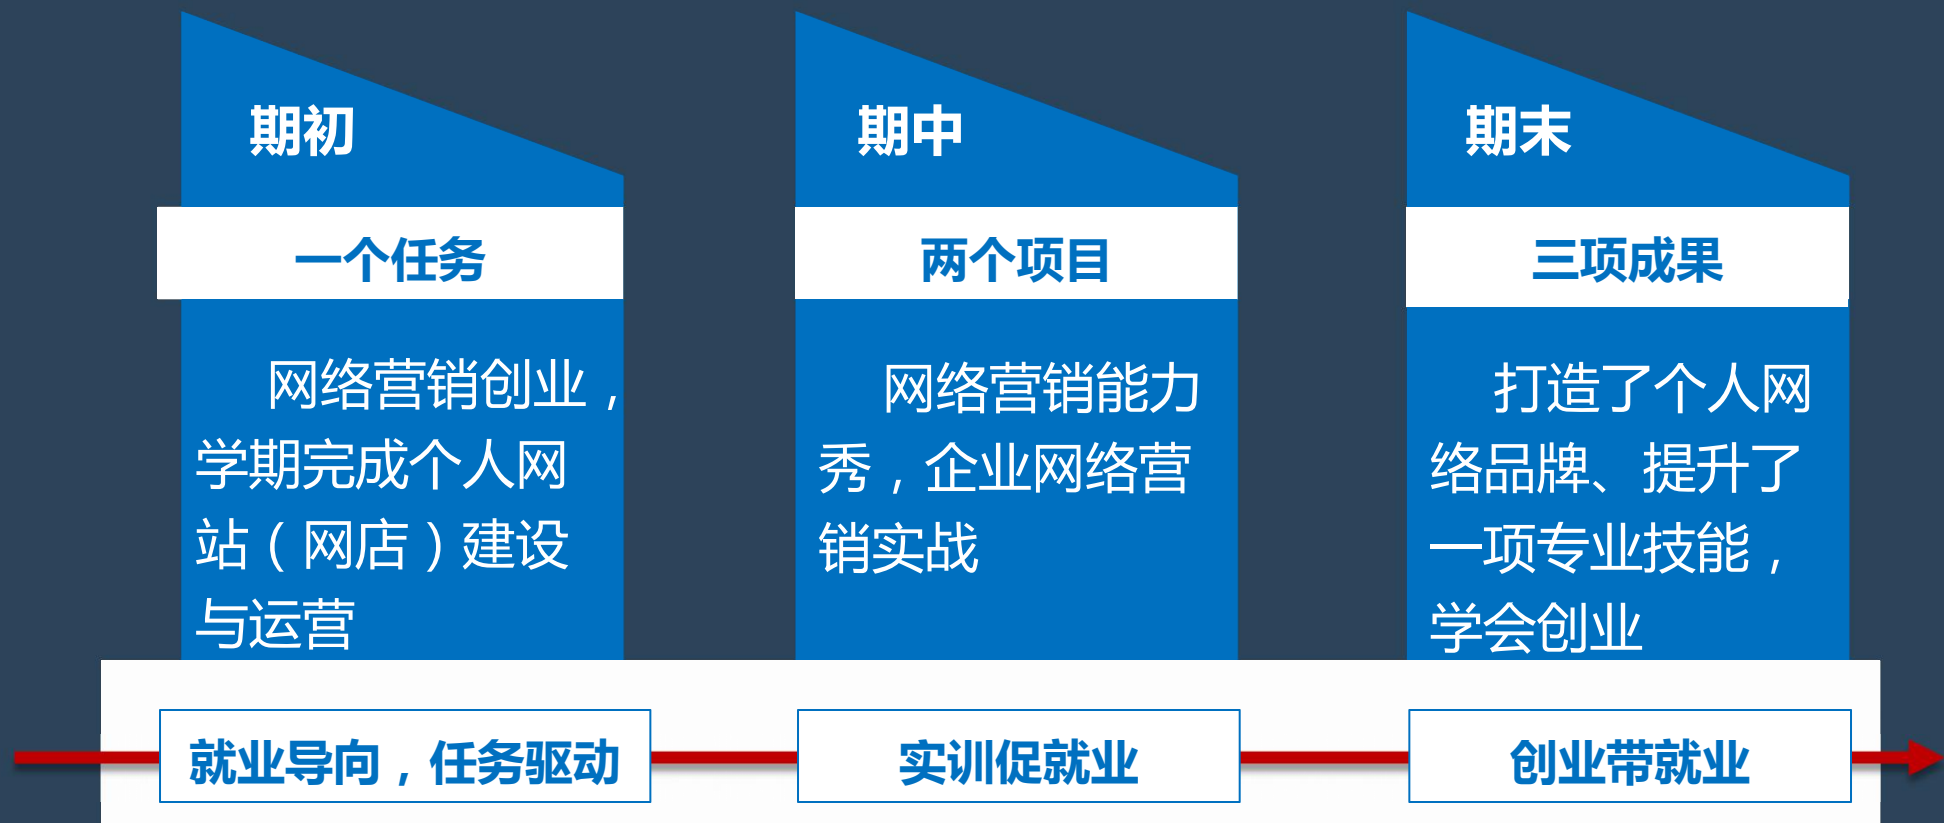 期初
一个任务
网络营销创业，
学期完成个人网
站（网店）建设
与运营
就业导向，任务驱动
期中
两个项目
网络营销能力
秀，企业网络营
销实战
实训促就业
期末
三项成果
打造了个人网
络品牌、提升了
一项专业技能，
学会创业
创业带就业